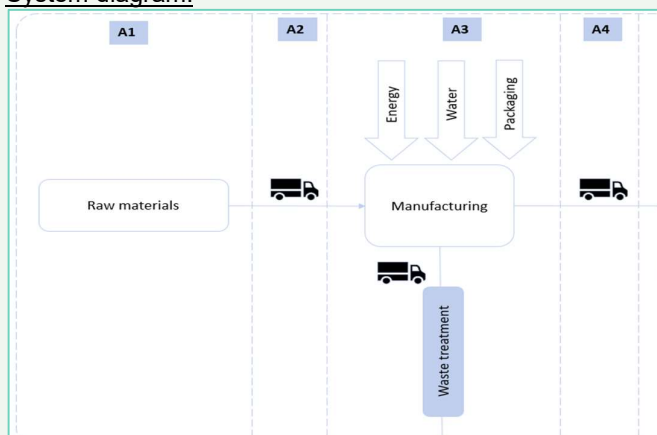 System diagram:
A1
A2
A3
A4
Energy
Water
Packaging
Raw materials
Manufacturing
Waste treatment